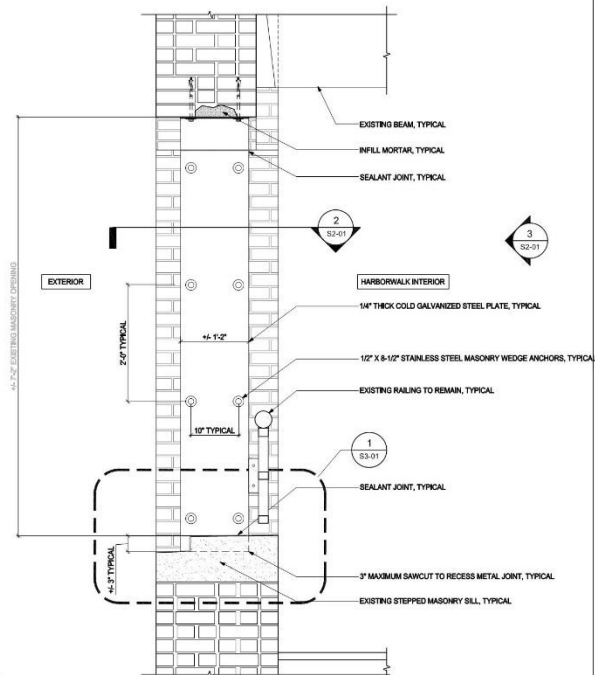 EXISTING BEAM, TYPICAL
INFILL MORTAR, TYPICAL
SEALANT JOINT, TYPICAL
2
S2-01
3
S2-01
EXTERIOR
HARBORWALK INTERIOR
+/- 7'-2" EXISTING MASONRY OPENING
1/4" THICK COLD GALVANIZED STEEL PLATE, TYPICAL
2'-0" TYPICAL
+/- 1'-2"
1/2" X 8-1/2" STAINLESS STEEL MASONRY WEDGE ANCHORS, TYPICA
EXISTING RAILING TO REMAIN, TYPICAL
10" TYPICAL
1
S3-01
SEALANT JOINT, TYPICAL
+/- 3" TYPICAL
3" MAXIMUM SAWCUT TO RECESS METAL JOINT, TYPICAL
EXISTING STEPPED MASONRY SILL, TYPICAL